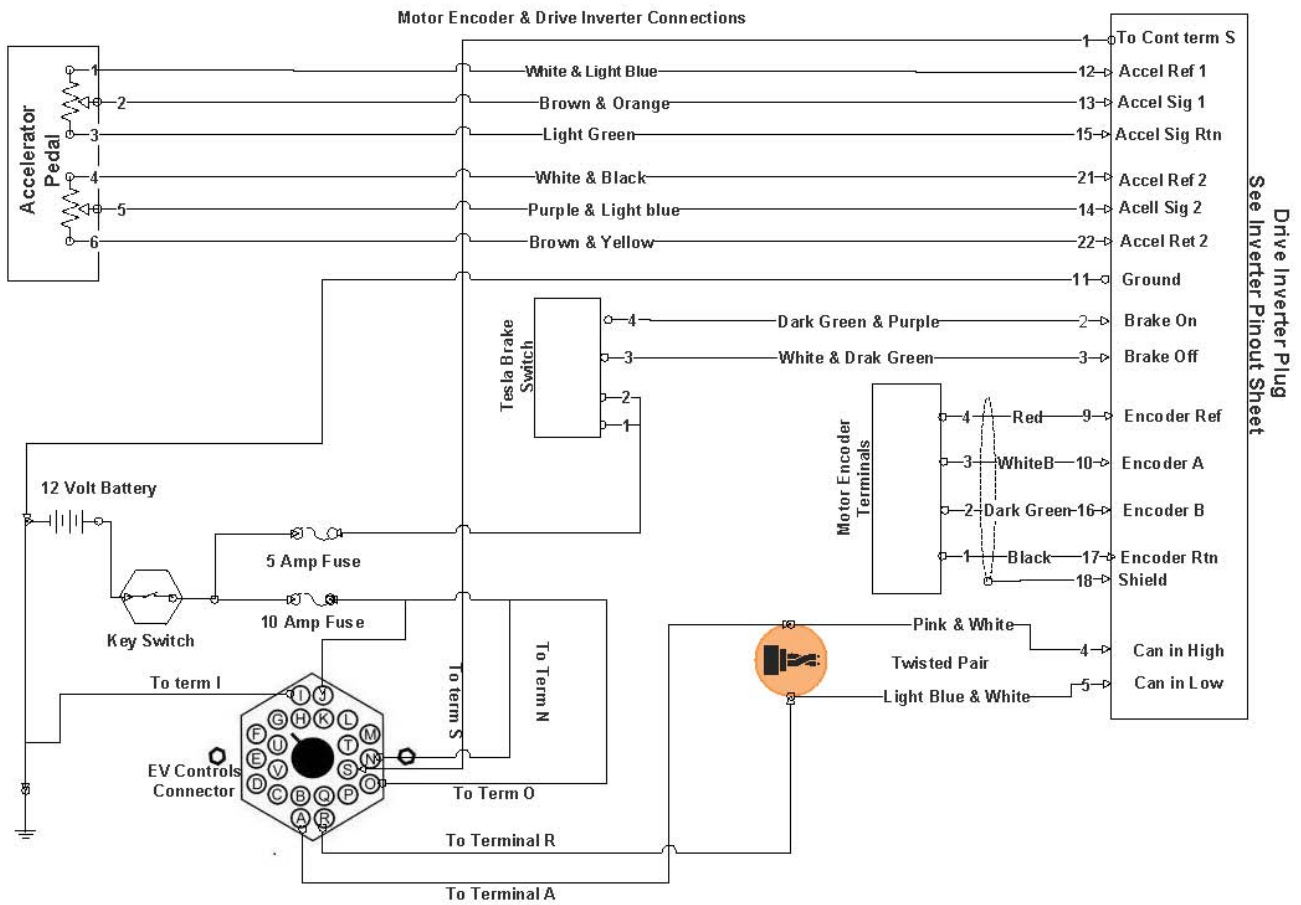 Motor Encoder & Drive Inverter Connections
Accelerator
Pedal
1
2
3
4
5
6
White & Light Blue
Brown & Orange
Light Green
White & Black
Purple & Light blue
Brown & Yellow
1 To Cont term S
12 Accel Ref 1
13 Accel Sig 1
15 Accel Sig Rtn
21 Accel Ref 2
14 Acell Sig 2
22 Accel Ret 2
11 Ground
2 Brake On
3 Brake Off
9 Encoder Ref
10 Encoder A
16 Encoder B
17 Encoder Rtn
18 Shield
4 Can in High
5 Can in Low
Drive Inverter Plug
See Inverter Pinout Sheet
Tesla Brake
Switch
4
3
2
1
Dark Green & Purple
White & Drak Green
Motor Encoder
Terminals
4 Red
3 WhiteB
2 Dark Green
1 Black
12 Volt Battery
5 Amp Fuse
10 Amp Fuse
Key Switch
To term I
To term S
To Term N
Pink & White
Twisted Pair
Light Blue & White
I J
G H K L
F U T M
E N
V S
D C B Q P O
A R
EV Controls
Connector
To Term O
To Terminal R
To Terminal A